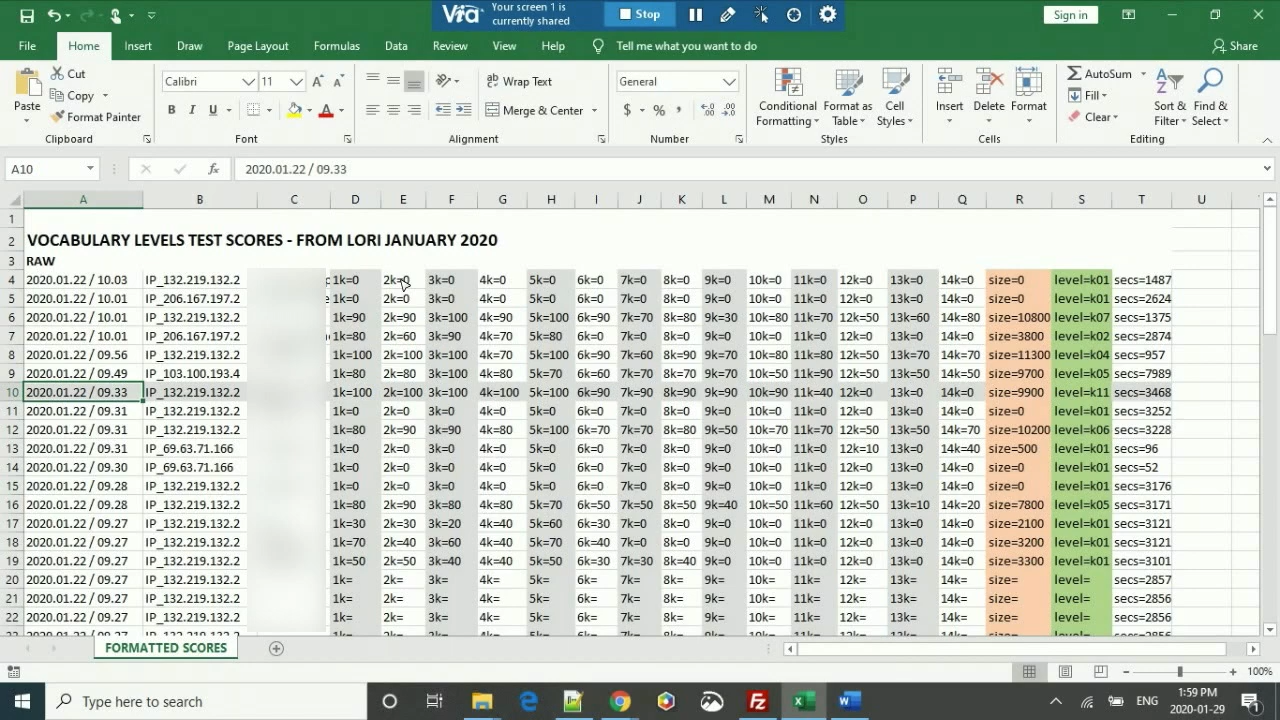 Your screen 1 is
currently shared
Via
Stop
Sign in
File Home Insert Draw Page Layout Formulas Data Review View Help Tell me what you want to do Share
Paste
Cut
Copy
Format Painter
Calibri 11
B I U
Wrap Text
Merge & Center
General
$ % ,
Conditional Formatting
Format as Table
Cell Styles
Insert Delete Format
AutoSum
Fill
Clear
Sort & Filter
Find & Select
Clipboard Font Alignment Number Styles Cells Editing
A10 fx 2020.01.22 / 09.33
A B C D E F G H I J K L M N O P Q R S T U
1
2 VOCABULARY LEVELS TEST SCORES - FROM LORI JANUARY 2020
3 RAW
4 2020.01.22 / 10.03 IP_132.219.132.2 1k=0 2k=0 3k=0 4k=0 5k=0 6k=0 7k=0 8k=0 9k=0 10k=0 11k=0 12k=0 13k=0 14k=0 size=0 level=k01 secs=1487
5 2020.01.22 / 10.01 IP_206.167.197.2 1k=0 2k=0 3k=0 4k=0 5k=0 6k=0 7k=0 8k=0 9k=0 10k=0 11k=0 12k=0 13k=0 14k=0 size=0 level=k01 secs=2624
6 2020.01.22 / 10.01 IP_132.219.132.2 1k=90 2k=90 3k=100 4k=90 5k=100 6k=90 7k=70 8k=80 9k=30 10k=80 11k=70 12k=50 13k=60 14k=80 size=10800 level=k07 secs=1375
7 2020.01.22 / 10.01 IP_206.167.197.2 1k=80 2k=60 3k=90 4k=70 5k=80 6k=0 7k=0 8k=0 9k=0 10k=0 11k=0 12k=0 13k=0 14k=0 size=3800 level=k02 secs=2874
8 2020.01.22 / 09.56 IP_132.219.132.2 1k=100 2k=100 3k=100 4k=70 5k=100 6k=90 7k=60 8k=90 9k=70 10k=80 11k=80 12k=50 13k=70 14k=70 size=11300 level=k04 secs=957
9 2020.01.22 / 09.49 IP_103.100.193.4 1k=80 2k=80 3k=100 4k=80 5k=80 6k=70 7k=60 8k=70 9k=70 10k=50 11k=90 12k=40 13k=50 14k=50 size=9700 level=k05 secs=7989
10 2020.01.22 / 09.33 IP_132.219.132.2 1k=100 2k=100 3k=100 4k=100 5k=100 6k=90 7k=90 8k=90 9k=90 10k=90 11k=40 12k=0 13k=0 14k=0 size=9900 level=k11 secs=3468
11 2020.01.22 / 09.31 IP_132.219.132.2 1k=0 2k=0 3k=0 4k=0 5k=0 6k=0 7k=0 8k=0 9k=0 10k=0 11k=0 12k=0 13k=0 14k=0 size=0 level=k01 secs=3252
12 2020.01.22 / 09.31 IP_132.219.132.2 1k=80 2k=90 3k=90 4k=80 5k=100 6k=70 7k=70 8k=80 9k=50 10k=70 11k=70 12k=70 13k=50 14k=70 size=10200 level=k06 secs=3228
13 2020.01.22 / 09.31 IP_69.63.71.166 1k=0 2k=0 3k=0 4k=0 5k=0 6k=0 7k=0 8k=0 9k=0 10k=0 11k=0 12k=10 13k=0 14k=40 size=500 level=k01 secs=96
14 2020.01.22 / 09.30 IP_69.63.71.166 1k=0 2k=0 3k=0 4k=0 5k=0 6k=0 7k=0 8k=0 9k=0 10k=0 11k=0 12k=0 13k=0 14k=0 size=0 level=k01 secs=52
15 2020.01.22 / 09.28 IP_132.219.132.2 1k=0 2k=0 3k=0 4k=0 5k=0 6k=0 7k=0 8k=0 9k=0 10k=0 11k=0 12k=0 13k=0 14k=0 size=0 level=k01 secs=3176
16 2020.01.22 / 09.28 IP_132.219.132.2 1k=80 2k=90 3k=80 4k=80 5k=70 6k=50 7k=50 8k=50 9k=40 10k=50 11k=60 12k=50 13k=10 14k=20 size=7800 level=k05 secs=3171
17 2020.01.22 / 09.27 IP_132.219.132.2 1k=30 2k=30 3k=20 4k=40 5k=60 6k=30 7k=0 8k=0 9k=0 10k=0 11k=0 12k=0 13k=0 14k=0 size=2100 level=k01 secs=3121
18 2020.01.22 / 09.27 IP_132.219.132.2 1k=70 2k=40 3k=60 4k=40 5k=70 6k=40 7k=0 8k=0 9k=0 10k=0 11k=0 12k=0 13k=0 14k=0 size=3200 level=k01 secs=3121
19 2020.01.22 / 09.27 IP_132.219.132.2 1k=50 2k=50 3k=40 4k=40 5k=50 6k=30 7k=30 8k=40 9k=0 10k=0 11k=0 12k=0 13k=0 14k=0 size=3300 level=k01 secs=3101
20 2020.01.22 / 09.27 IP_132.219.132.2 1k= 2k= 3k= 4k= 5k= 6k= 7k= 8k= 9k= 10k= 11k= 12k= 13k= 14k= size= level= secs=2857
21 2020.01.22 / 09.27 IP_132.219.132.2 1k= 2k= 3k= 4k= 5k= 6k= 7k= 8k= 9k= 10k= 11k= 12k= 13k= 14k= size= level= secs=2856
22 2020.01.22 / 09.27 IP_132.219.132.2 1k= 2k= 3k= 4k= 5k= 6k= 7k= 8k= 9k= 10k= 11k= 12k= 13k= 14k= size= level= secs=2856
FORMATTED SCORES
100%
Type here to search
ENG
1:59 PM
2020-01-29